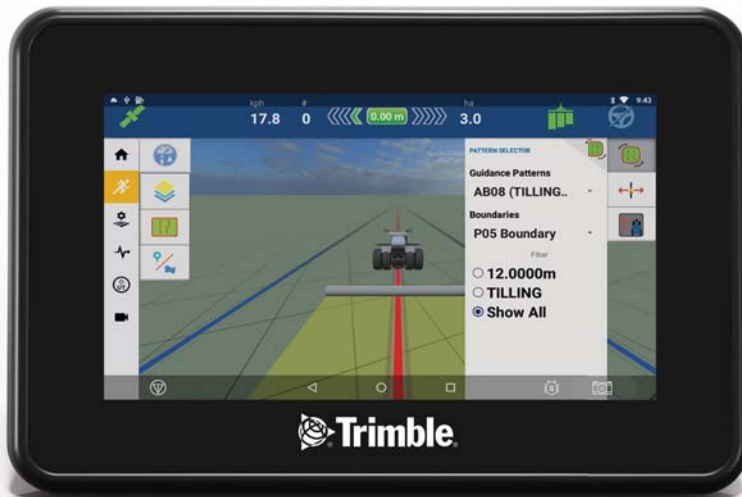 9:43
kph
#
ha
17.8
0
0.00 m
3.0
PATTERN SELECTOR
Guidance Patterns
AB08 (TILLING..
Boundaries
P05 Boundary
Filter
12.0000m
TILLING
Show All
Trimble